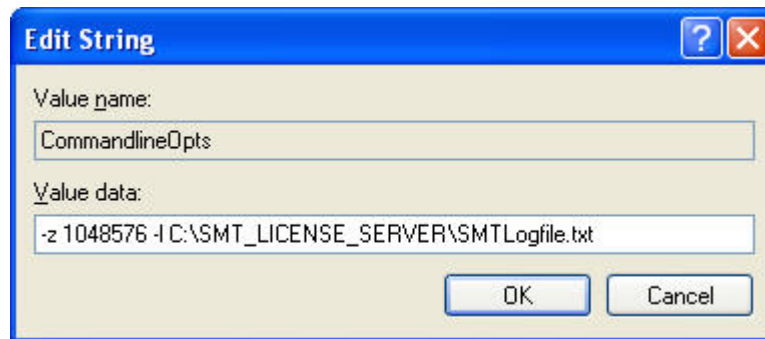 Edit String
Value name:
CommandlineOpts
Value data:
-z 1048576 -l C:\SMT_LICENSE_SERVER\SMTLogfile.txt
OK Cancel